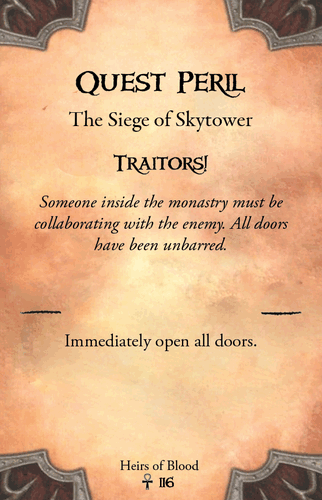 Quest Peril
The Siege of Skytower
Traitors!
Someone inside the monastry must be
collaborating with the enemy. All doors
have been unbarred.
Immediately open all doors.
Heirs of Blood
☥ 116